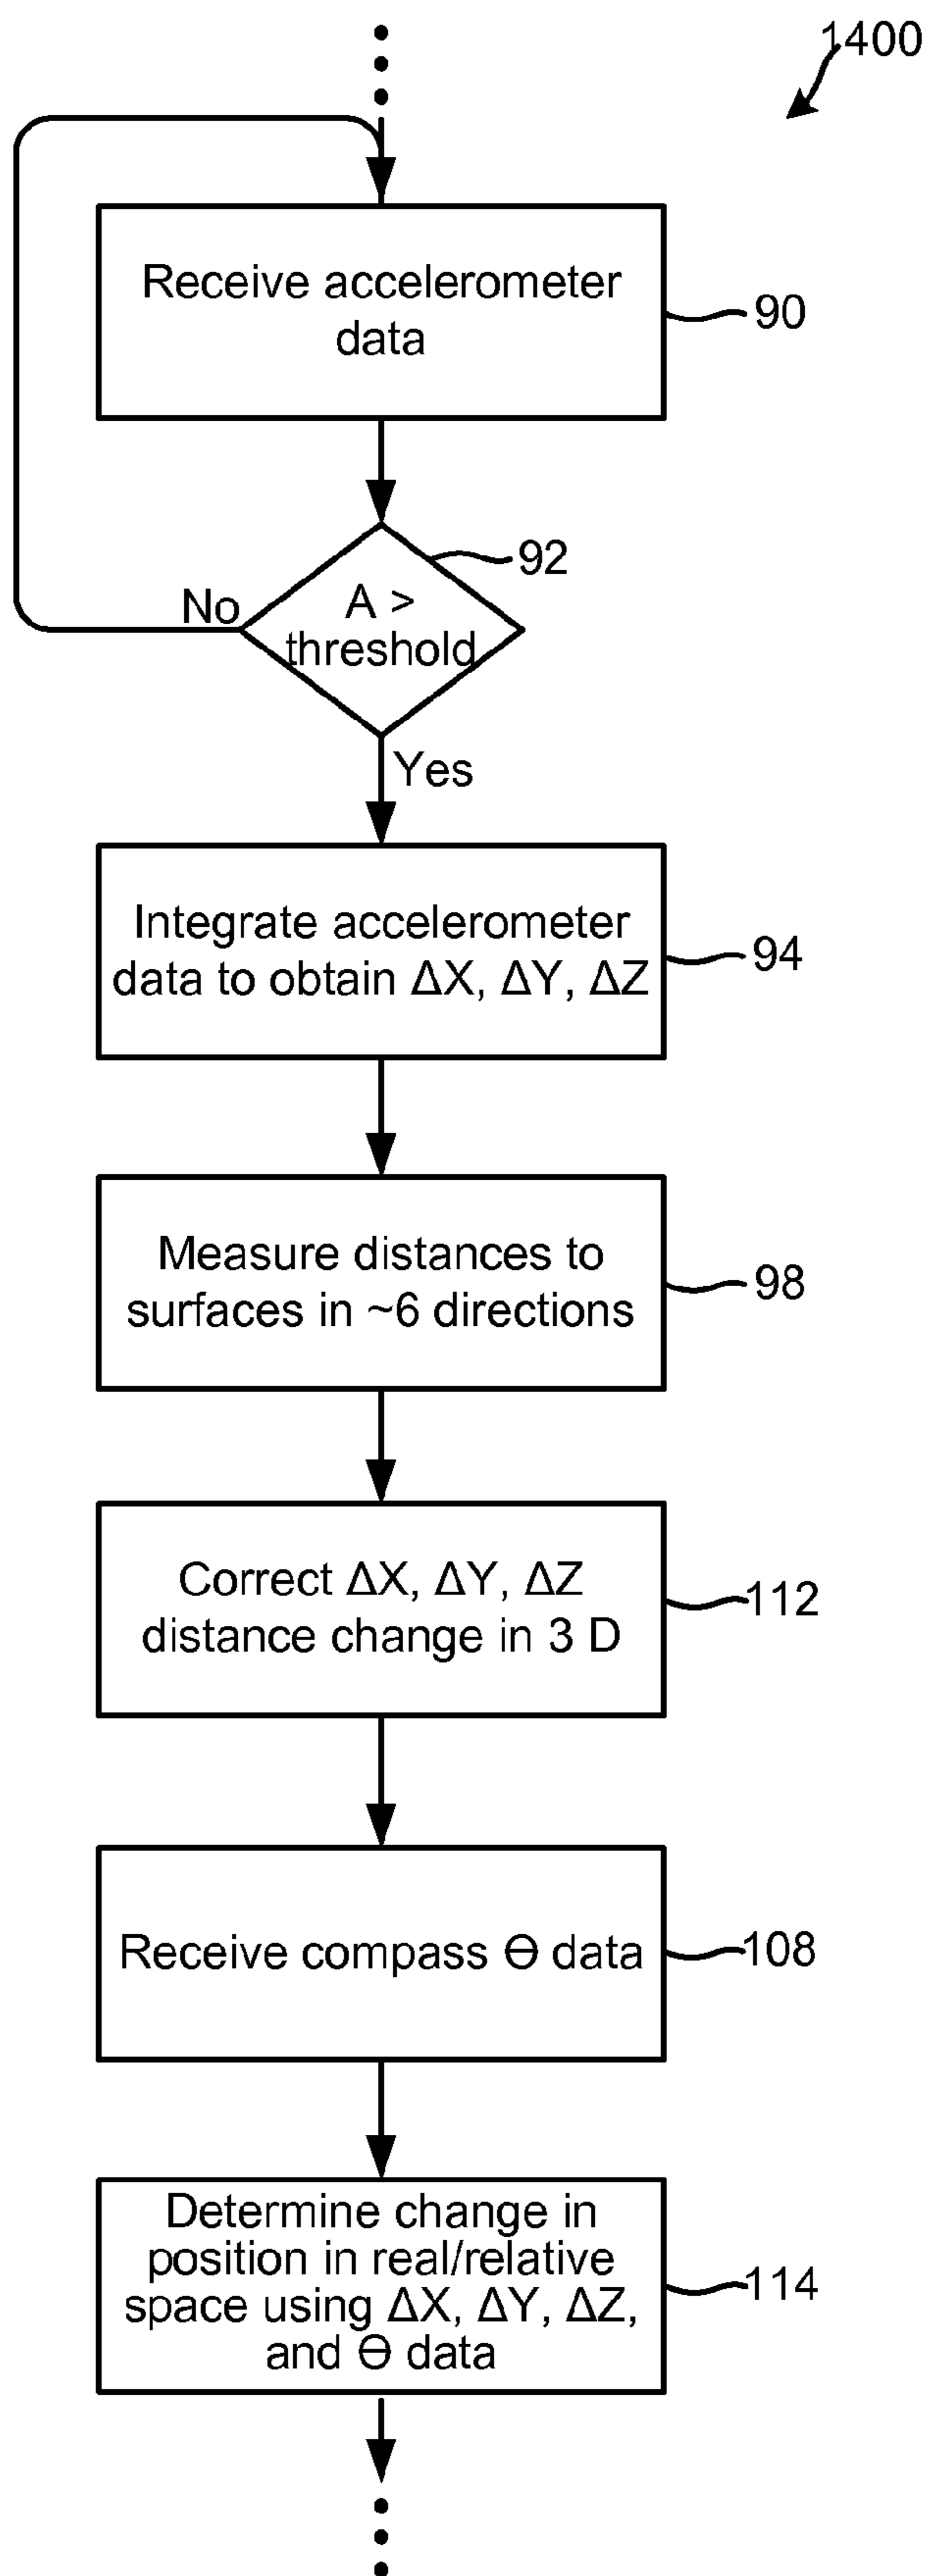 1400
Receive accelerometer
data
90
92
A >
threshold
No
Yes
Integrate accelerometer
data to obtain ΔX, ΔY, ΔZ
94
Measure distances to
surfaces in ~6 directions
98
Correct ΔX, ΔY, ΔZ
distance change in 3 D
112
Receive compass Ɵ data
108
Determine change in
position in real/relative
space using ΔX, ΔY, ΔZ,
and Ɵ data
114